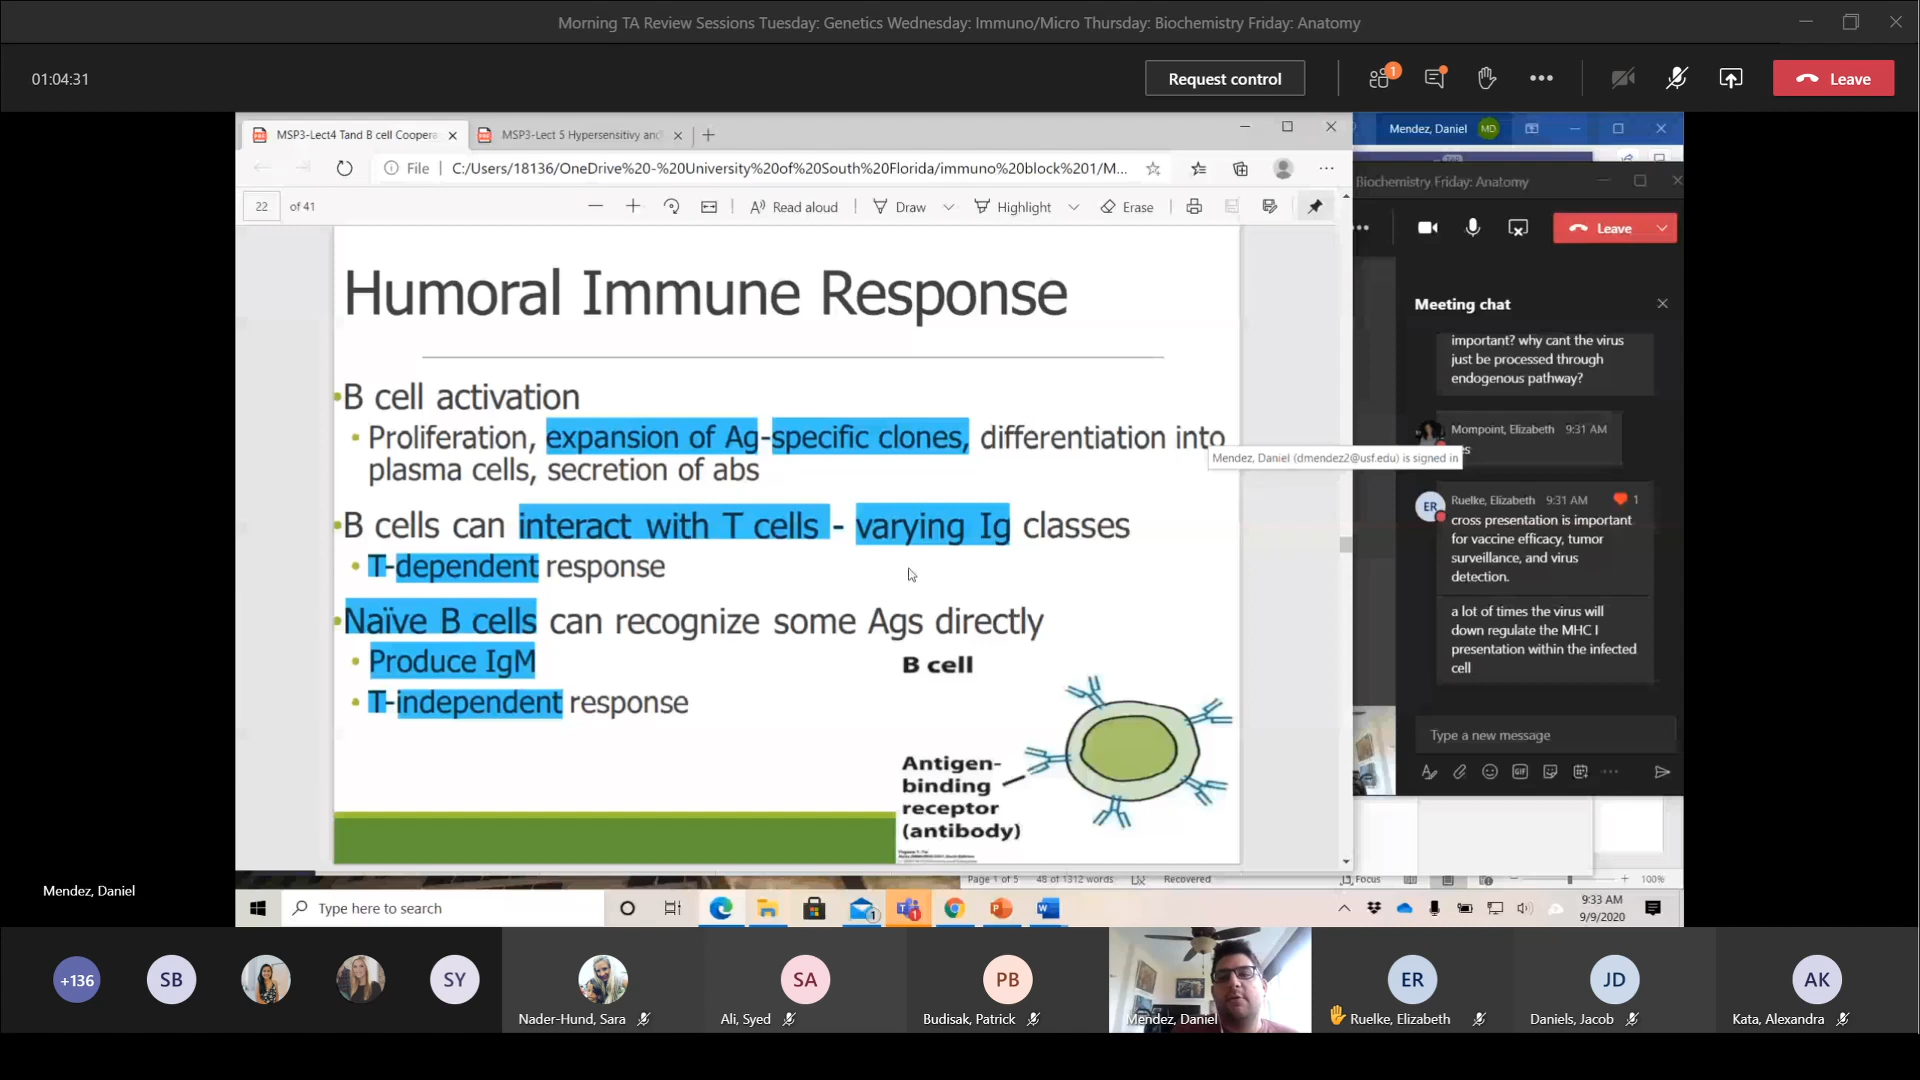 Morning TA Review Sessions Tuesday: Genetics Wednesday: Immuno/Micro Thursday: Biochemistry Friday: Anatomy
01:04:31
Request control
1
Leave
MSP3-Lect4 Tand B cell Coopera
MSP3-Lect 5 Hypersensitivy and
Mendez, Daniel
MD
File
C:/Users/18136/OneDrive%20-%20University%20of%20South%20Florida/immuno%20block%201/M...
Biochemistry Friday: Anatomy
22
of 41
Read aloud
Draw
Highlight
Erase
Leave
Humoral Immune Response
•B cell activation
• Proliferation, expansion of Ag-specific clones, differentiation into
plasma cells, secretion of abs
•B cells can interact with T cells - varying Ig classes
• T-dependent response
•Naïve B cells can recognize some Ags directly
• Produce IgM
• T-independent response
B cell
Antigen-
binding
receptor
(antibody)
Meeting chat
important? why cant the virus
just be processed through
endogenous pathway?
Mompoint, Elizabeth 9:31 AM
es
Mendez, Daniel (dmendez2@usf.edu) is signed in
ER
Ruelke, Elizabeth 9:31 AM
1
cross presentation is important
for vaccine efficacy, tumor
surveillance, and virus
detection.
a lot of times the virus will
down regulate the MHC I
presentation within the infected
cell
Type a new message
GIF
Page 1 of 5 48 of 1312 words
Recovered
Focus
100%
Mendez, Daniel
Type here to search
1
1
9:33 AM
9/9/2020
+136
SB
SY
Nader-Hund, Sara
SA
Ali, Syed
PB
Budisak, Patrick
Mendez, Daniel
ER
Ruelke, Elizabeth
JD
Daniels, Jacob
AK
Kata, Alexandra